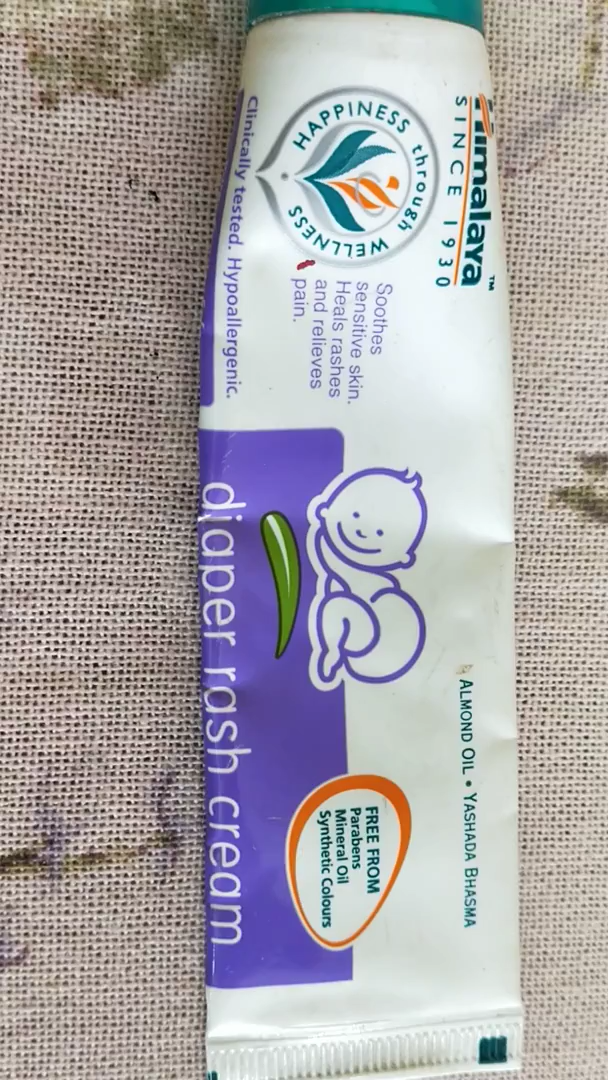 Himalaya™
SINCE 1930
HAPPINESS through WELLNESS
Soothes
sensitive skin.
Heals rashes
and relieves
pain.
Clinically tested. Hypoallergenic.
ALMOND OIL • YASHADA BHASMA
diaper rash cream
FREE FROM
Parabens
Mineral Oil
Synthetic Colours